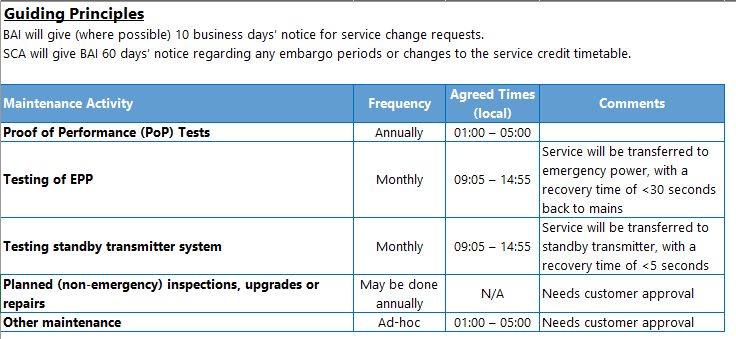 Guiding Principles
BAI will give (where possible) 10 business days' notice for service change requests.
SCA will give BAI 60 days' notice regarding any embargo periods or changes to the service credit timetable.
Maintenance Activity
Frequency
Agreed Times
(local)
Comments
Proof of Performance (PoP) Tests
Annually
01:00 – 05:00
Testing of EPP
Monthly
09:05 – 14:55
Service will be transferred to
emergency power, with a
recovery time of <30 seconds
back to mains
Testing standby transmitter system
Monthly
09:05 – 14:55
Service will be transferred to
standby transmitter, with a
recovery time of <5 seconds
Planned (non-emergency) inspections, upgrades or
repairs
May be done
annually
N/A
Needs customer approval
Other maintenance
Ad-hoc
01:00 – 05:00
Needs customer approval